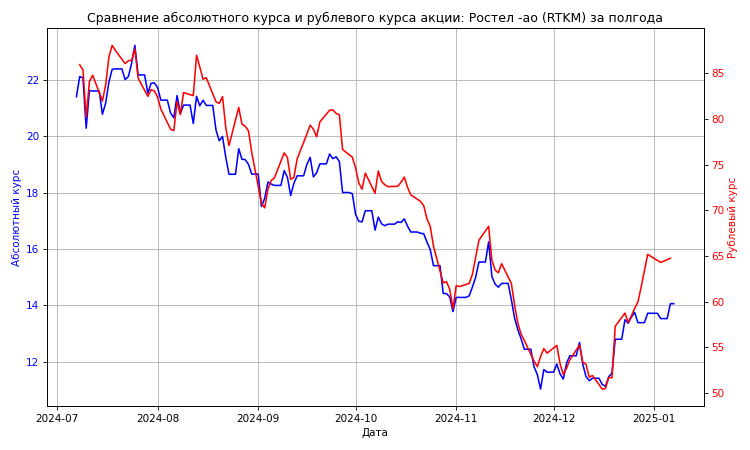 Сравнение абсолютного курса и рублевого курса акции: Ростел -ао (RTKM) за полгода
Абсолютный курс
22
20
18
16
14
12
85
80
75
70
65
60
55
50
Рублевый курс
2024-07 2024-08 2024-09 2024-10 2024-11 2024-12 2025-01
Дата